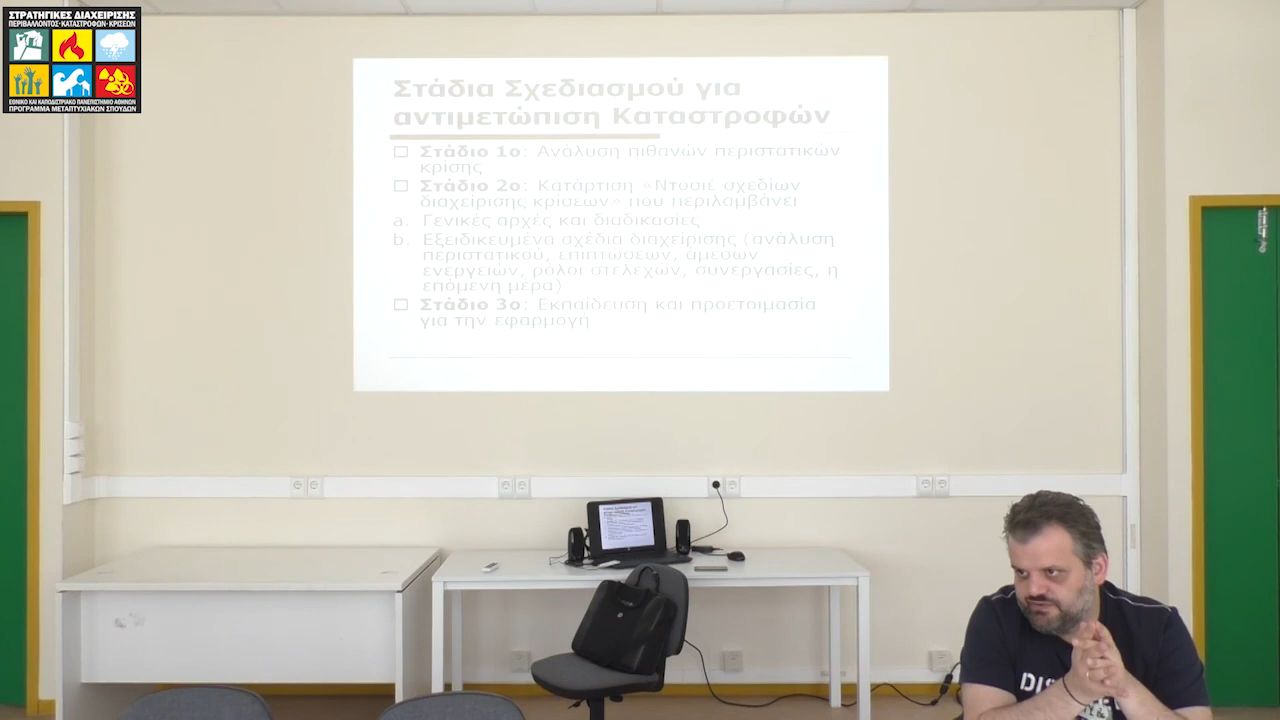 ΣΤΡΑΤΗΓΙΚΕΣ ΔΙΑΧΕΙΡΙΣΗΣ
ΠΕΡΙΒΑΛΛΟΝΤΟΣ·ΚΑΤΑΣΤΡΟΦΩΝ·ΚΡΙΣΕΩΝ
ΕΘΝΙΚΟ ΚΑΙ ΚΑΠΟΔΙΣΤΡΙΑΚΟ ΠΑΝΕΠΙΣΤΗΜΙΟ ΑΘΗΝΩΝ
ΠΡΟΓΡΑΜΜΑ ΜΕΤΑΠΤΥΧΙΑΚΩΝ ΣΠΟΥΔΩΝ
Στάδια Σχεδιασμού για
αντιμετώπιση Καταστροφών
Στάδιο 1ο: Ανάλυση πιθανών περιστατικών
κρίσης
Στάδιο 2ο: Κατάρτιση «Ντοσιέ σχεδίων
διαχείρισης κρίσεων» που περιλαμβάνει
a. Γενικές αρχές και διαδικασίες
b. Εξειδικευμένα σχέδια διαχείρισης (ανάλυση
περιστατικού, επιπτώσεων, άμεσων
ενεργειών, ρόλοι στελεχών, συνεργασίες, η
επόμενη μέρα)
Στάδιο 3ο: Εκπαίδευση και προετοιμασία
για την εφαρμογή